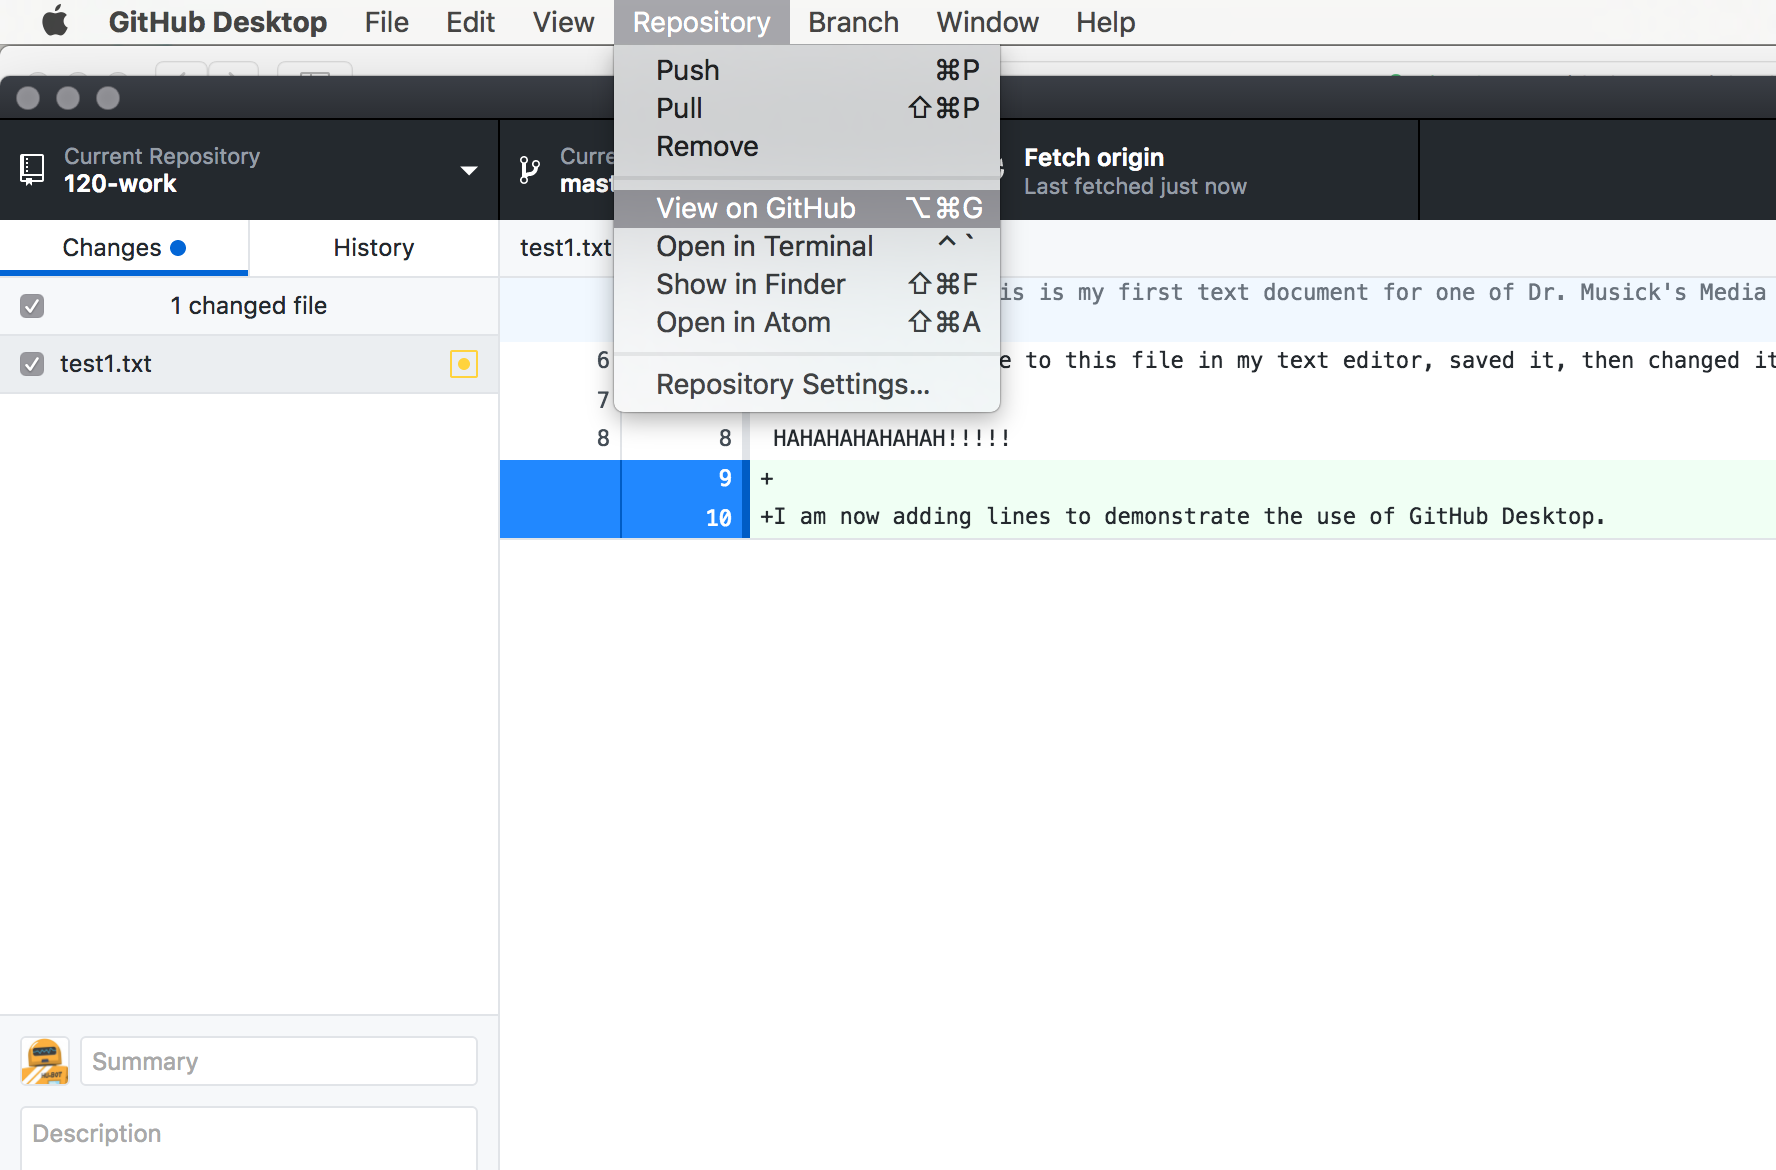 GitHub Desktop File Edit View Repository Branch Window Help
Push ⌘P
Pull ⇧⌘P
Remove
View on GitHub ⌥⌘G
Open in Terminal ^`
Show in Finder ⇧⌘F
Open in Atom ⇧⌘A
Repository Settings...
Current Repository
120-work
Curre
mast
Fetch origin
Last fetched just now
Changes History
test1.txt
1 changed file
test1.txt
is is my first text document for one of Dr. Musick's Media
6 e to this file in my text editor, saved it, then changed it
7
8 8 HAHAHAHAHAHAH!!!!!
9 +
10 +I am now adding lines to demonstrate the use of GitHub Desktop.
Summary
Description